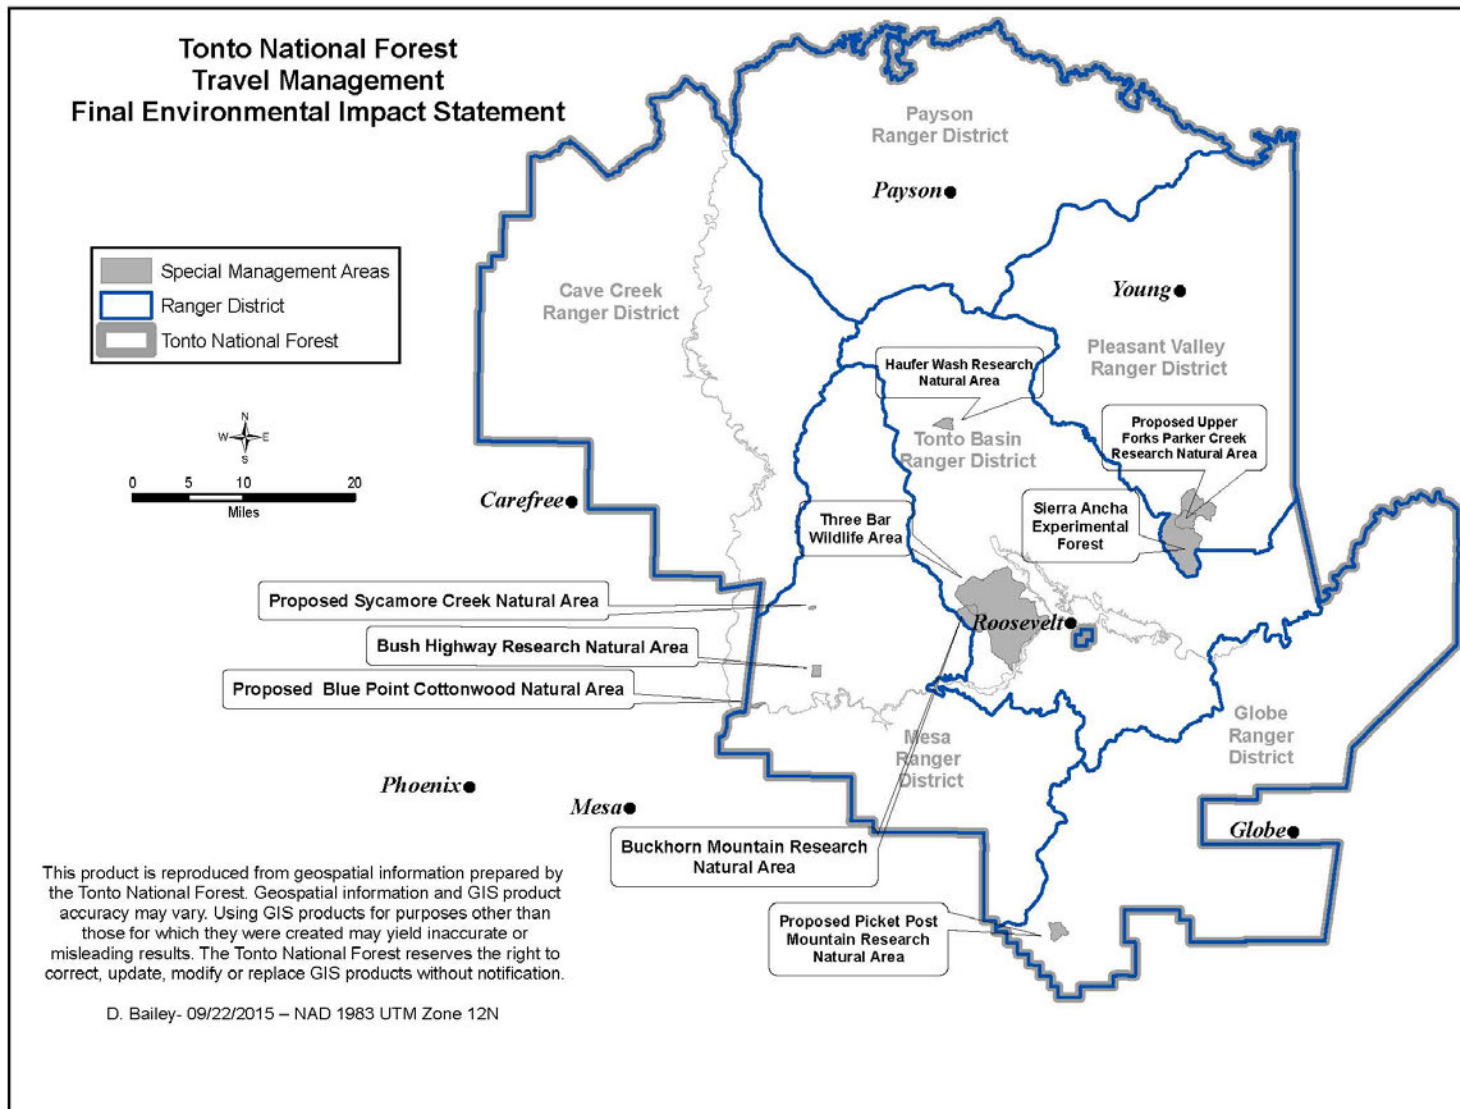 Tonto National Forest
Travel Management
Final Environmental Impact Statement
Payson
Ranger District
Payson
Special Management Areas
Ranger District
Tonto National Forest
Cave Creek
Ranger District
Young
Pleasant Valley
Ranger District
Haufer Wash Research
Natural Area
Tonto Basin
Ranger District
Proposed Upper
Forks Parker Creek
Research Natural Area
N
W
E
S
0
5
10
20
Miles
Carefree
Three Bar
Wildlife Area
Sierra Ancha
Experimental
Forest
Proposed Sycamore Creek Natural Area
Roosevelt
Bush Highway Research Natural Area
Proposed Blue Point Cottonwood Natural Area
Mesa
Ranger
District
Globe
Ranger
District
Phoenix
Mesa
Globe
Buckhorn Mountain Research
Natural Area
Proposed Picket Post
Mountain Research
Natural Area
This product is reproduced from geospatial information prepared by
the Tonto National Forest. Geospatial information and GIS product
accuracy may vary. Using GIS products for purposes other than
those for which they were created may yield inaccurate or
misleading results. The Tonto National Forest reserves the right to
correct, update, modify or replace GIS products without notification.
D. Bailey- 09/22/2015 – NAD 1983 UTM Zone 12N